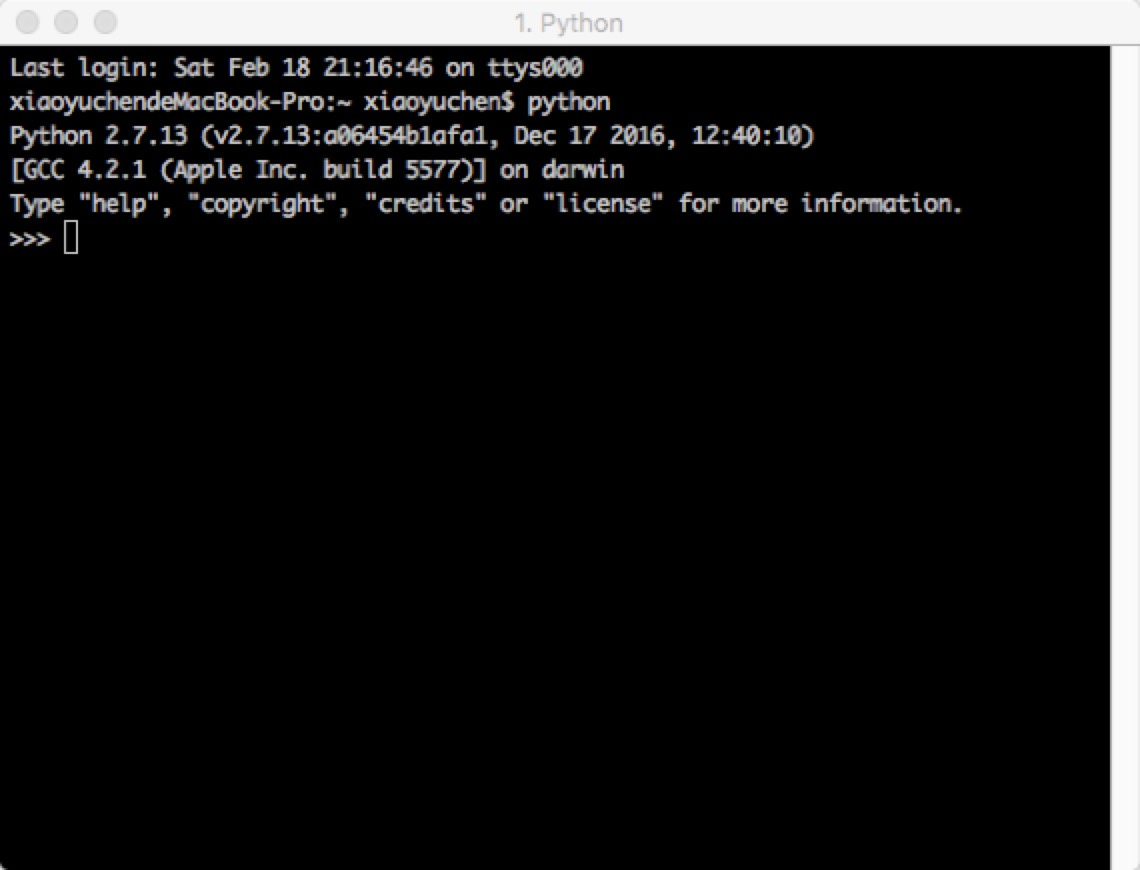 1. Python
Last login: Sat Feb 18 21:16:46 on ttys000
xiaoyuchendeMacBook-Pro:~ xiaoyuchen$ python
Python 2.7.13 (v2.7.13:a06454b1afa1, Dec 17 2016, 12:40:10)
[GCC 4.2.1 (Apple Inc. build 5577)] on darwin
Type "help", "copyright", "credits" or "license" for more information.
>>>